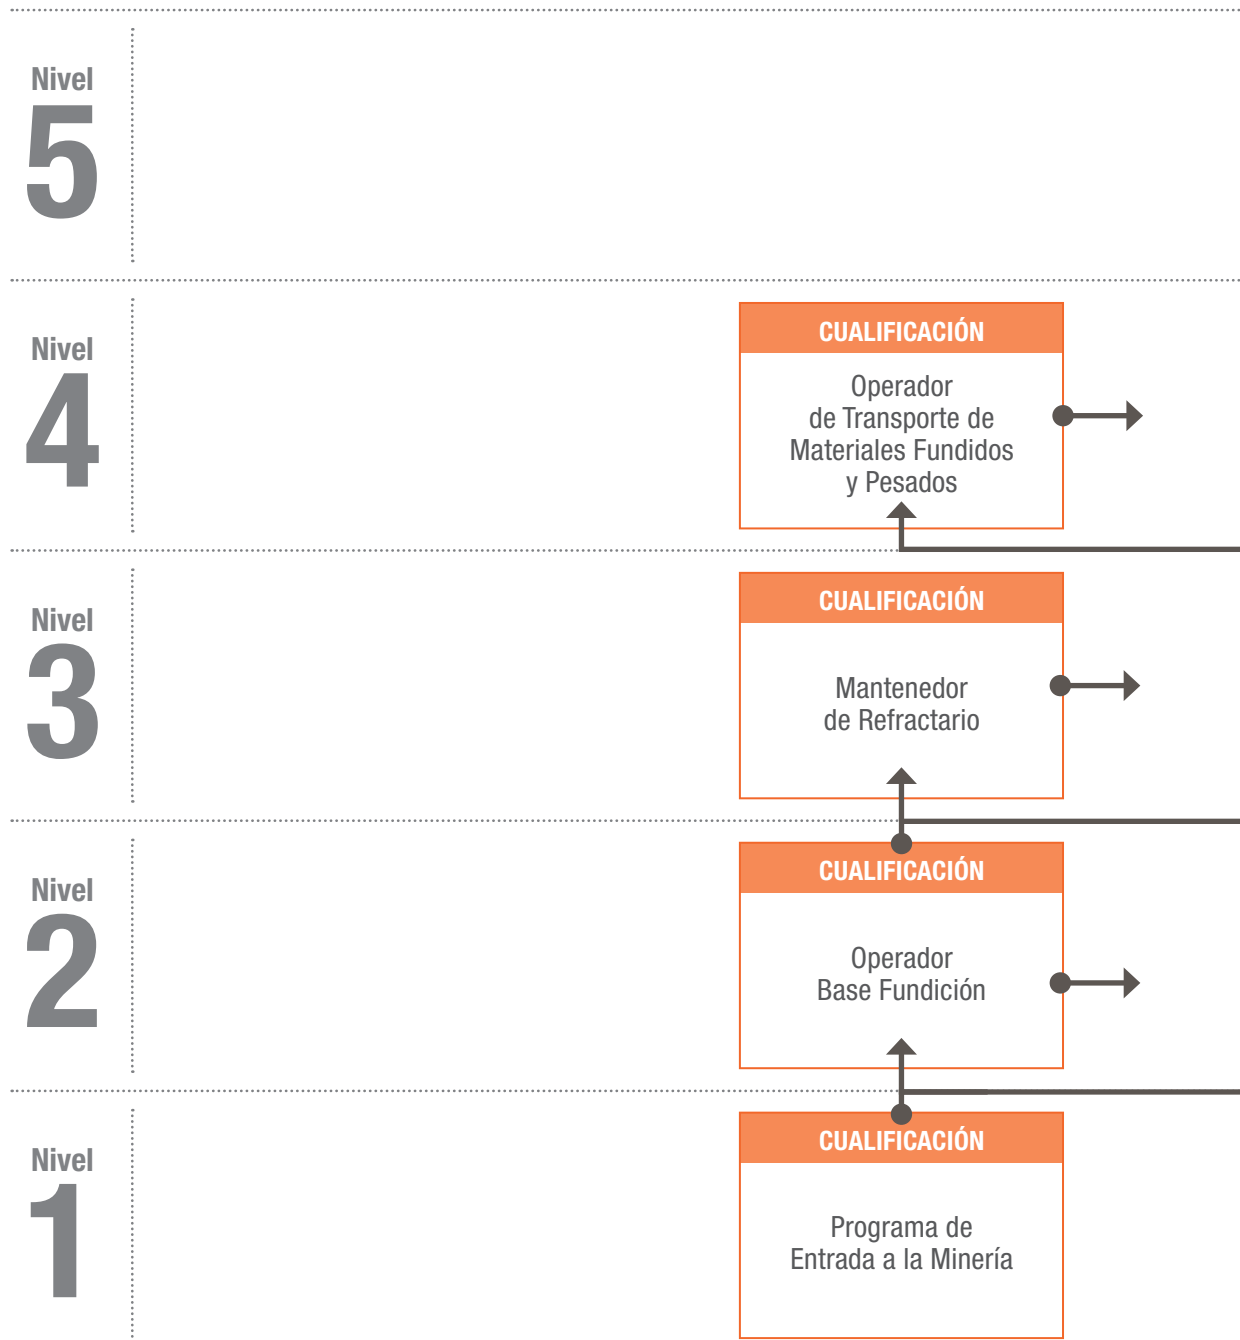 Nivel
5
Nivel
4
CUALIFICACIÓN
Operador
de Transporte de
Materiales Fundidos
y Pesados
Nivel
3
CUALIFICACIÓN
Mantenedor
de Refractario
Nivel
2
CUALIFICACIÓN
Operador
Base Fundición
Nivel
1
CUALIFICACIÓN
Programa de
Entrada a la Minería